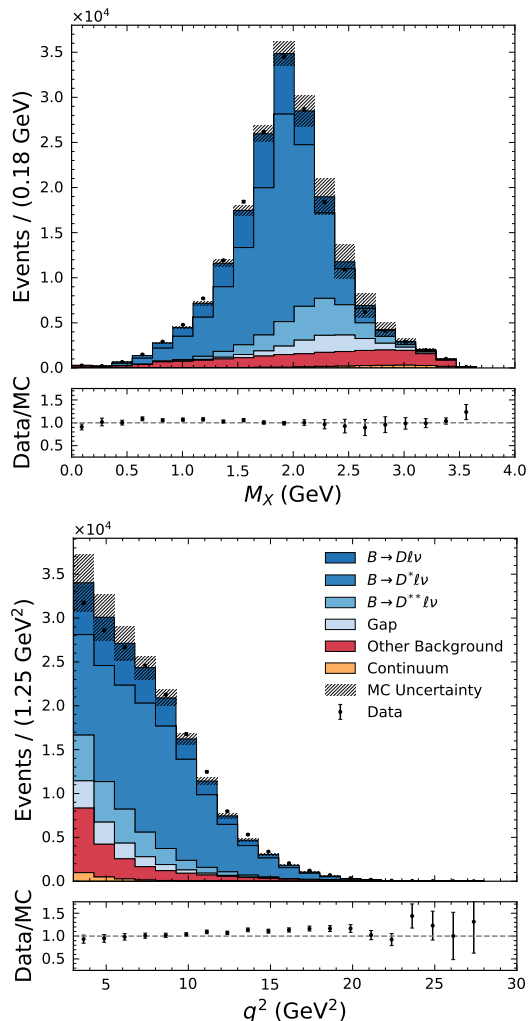 ×10⁴
3.5
3.0
2.5
2.0
1.5
1.0
0.5
0.0
Events / (0.18 GeV)
1.5
1.0
0.5
Data/MC
0.0 0.5 1.0 1.5 2.0 2.5 3.0 3.5 4.0
M_X (GeV)
×10⁴
3.5
3.0
2.5
2.0
1.5
1.0
0.5
0.0
Events / (1.25 GeV²)
B → Dℓν
B → D*ℓν
B → D**ℓν
Gap
Other Background
Continuum
MC Uncertainty
Data
1.5
1.0
0.5
Data/MC
5 10 15 20 25 30
q² (GeV²)